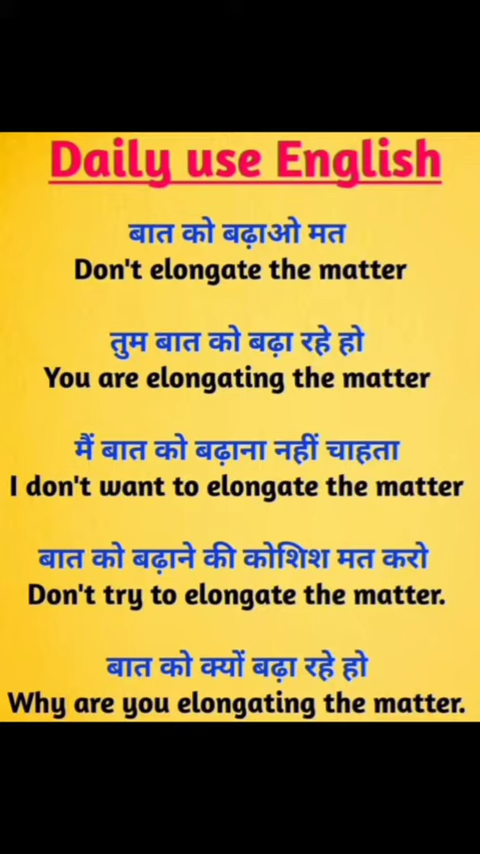 Daily use English
बात को बढ़ाओ मत
Don't elongate the matter
तुम बात को बढ़ा रहे हो
You are elongating the matter
मैं बात को बढ़ाना नहीं चाहता
I don't want to elongate the matter
बात को बढ़ाने की कोशिश मत करो
Don't try to elongate the matter.
बात को क्यों बढ़ा रहे हो
Why are you elongating the matter.